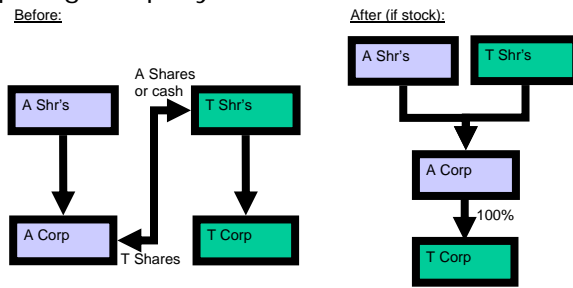 Before:
After (if stock):
A Shares
or cash
A Shr's
T Shr's
A Shr's
T Shr's
A Corp
T Corp
T Shares
A Corp
100%
T Corp